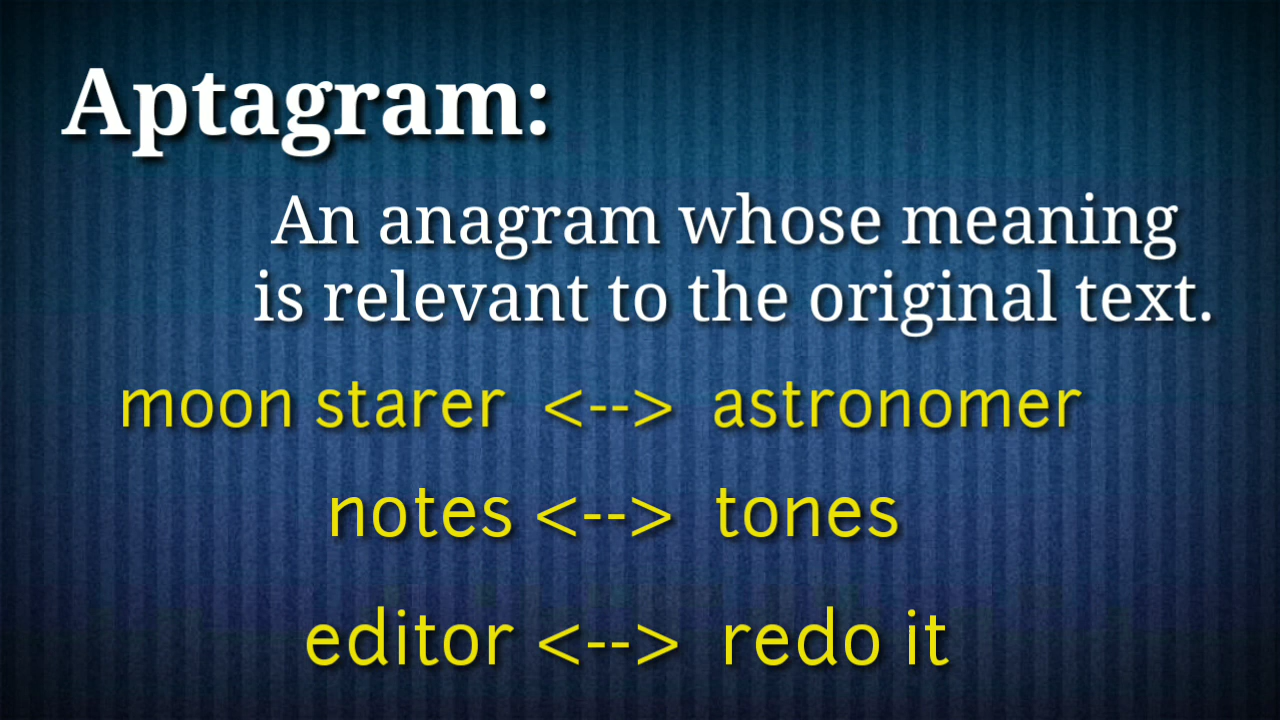 Aptagram:
An anagram whose meaning
is relevant to the original text.
moon starer <--> astronomer
notes <--> tones
editor <--> redo it